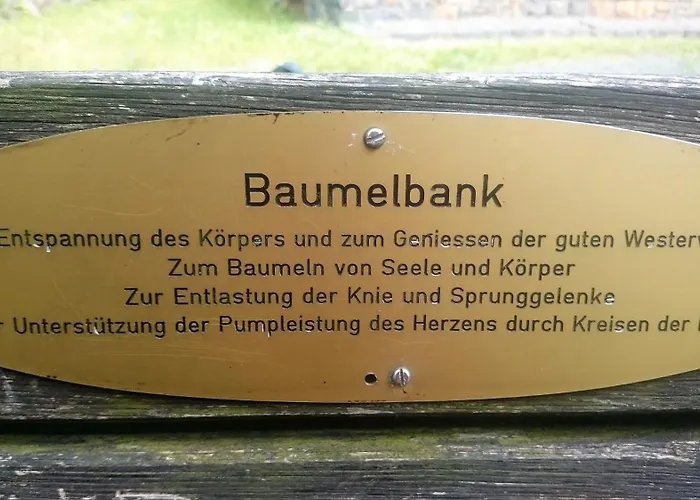 Baumelbank
Entspannung des Körpers und zum Geniessen der guten
Zum Baumeln von Seele und Körper
Zur Entlastung der Knie und Sprunggelenke
Unterstützung der Pumpleistung des Herzens durch Kreisen der